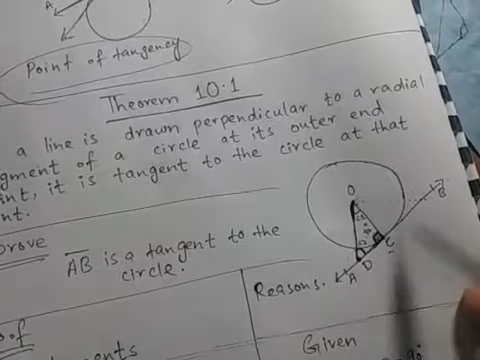 A
Point of tangency
Theorem 10.1
a line is drawn perpendicular to a radial
gment of a circle at its outer end
int, it is tangent to the circle at that
nt.
rove
AB is a tangent to the
circle.
O
B
C
D
A
Reasons.
of
Given
ments